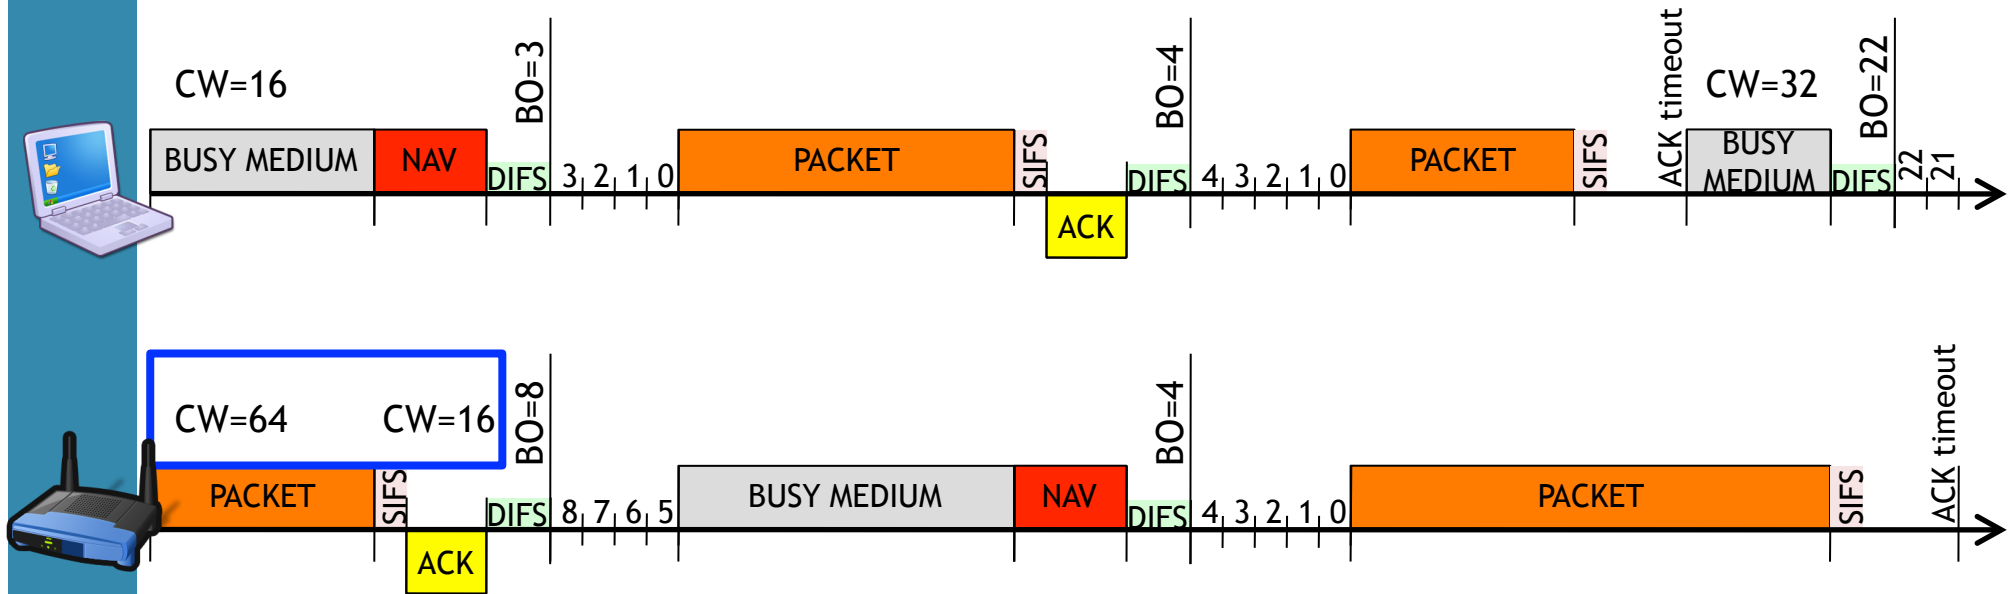 CW=16
BUSY MEDIUM
NAV
DIFS
BO=3
3 2 1 0
PACKET
SIFS
ACK
DIFS
BO=4
4 3 2 1 0
PACKET
SIFS
ACK timeout
CW=32
BUSY
MEDIUM
DIFS
BO=22
22
21
CW=64
CW=16
PACKET
SIFS
ACK
DIFS
BO=8
8 7 6 5
BUSY MEDIUM
NAV
DIFS
BO=4
4 3 2 1 0
PACKET
SIFS
ACK timeout